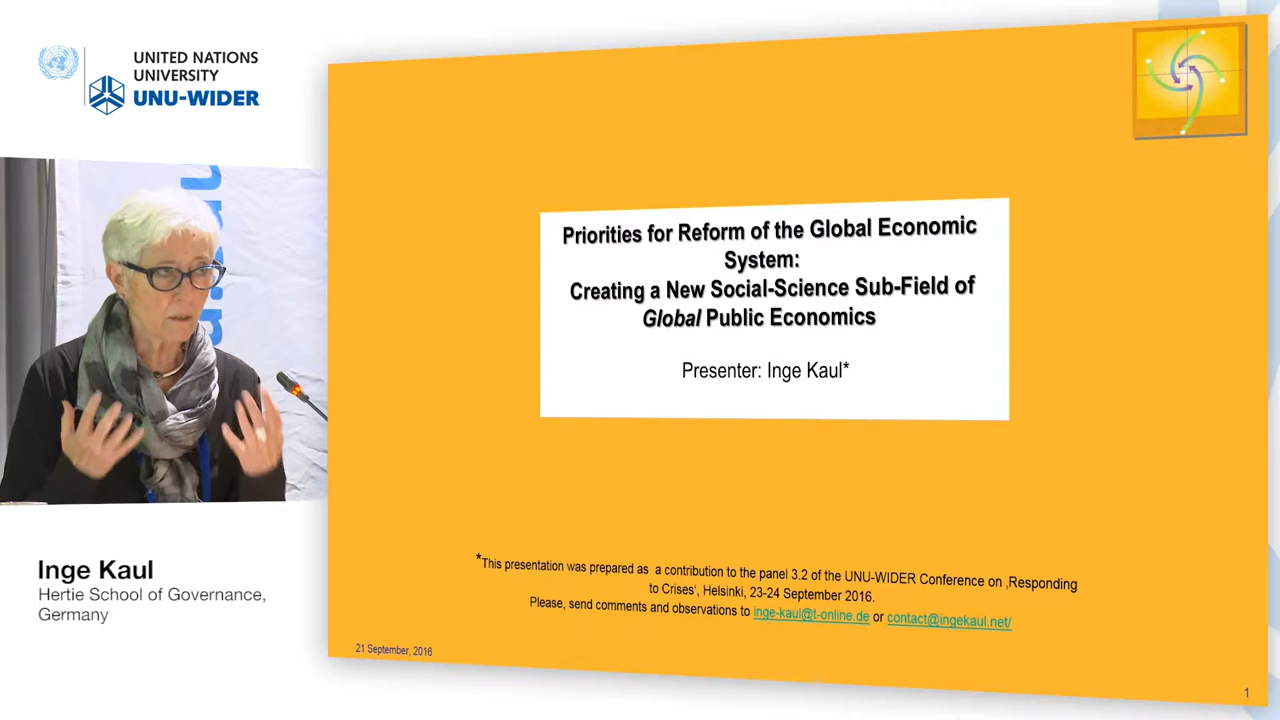 UNITED NATIONS
UNIVERSITY
UNU-WIDER
Inge Kaul
Hertie School of Governance,
Germany
Priorities for Reform of the Global Economic
System:
Creating a New Social-Science Sub-Field of
Global Public Economics
Presenter: Inge Kaul*
*This presentation was prepared as a contribution to the panel 3.2 of the UNU-WIDER Conference on ‚Responding
to Crises‘, Helsinki, 23-24 September 2016.
Please, send comments and observations to inge-kaul@t-online.de or contact@ingekaul.net/
21 September, 2016
1